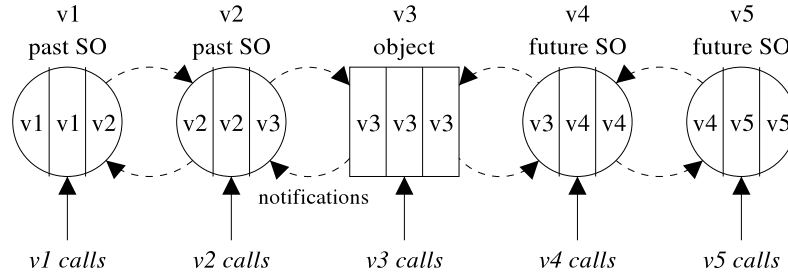 v1 v2 v3 v4 v5
past SO past SO object future SO future SO
v1 v1 v2 v2 v2 v3 v3 v3 v3 v3 v4 v4 v4 v5 v5
notifications
v1 calls v2 calls v3 calls v4 calls v5 calls